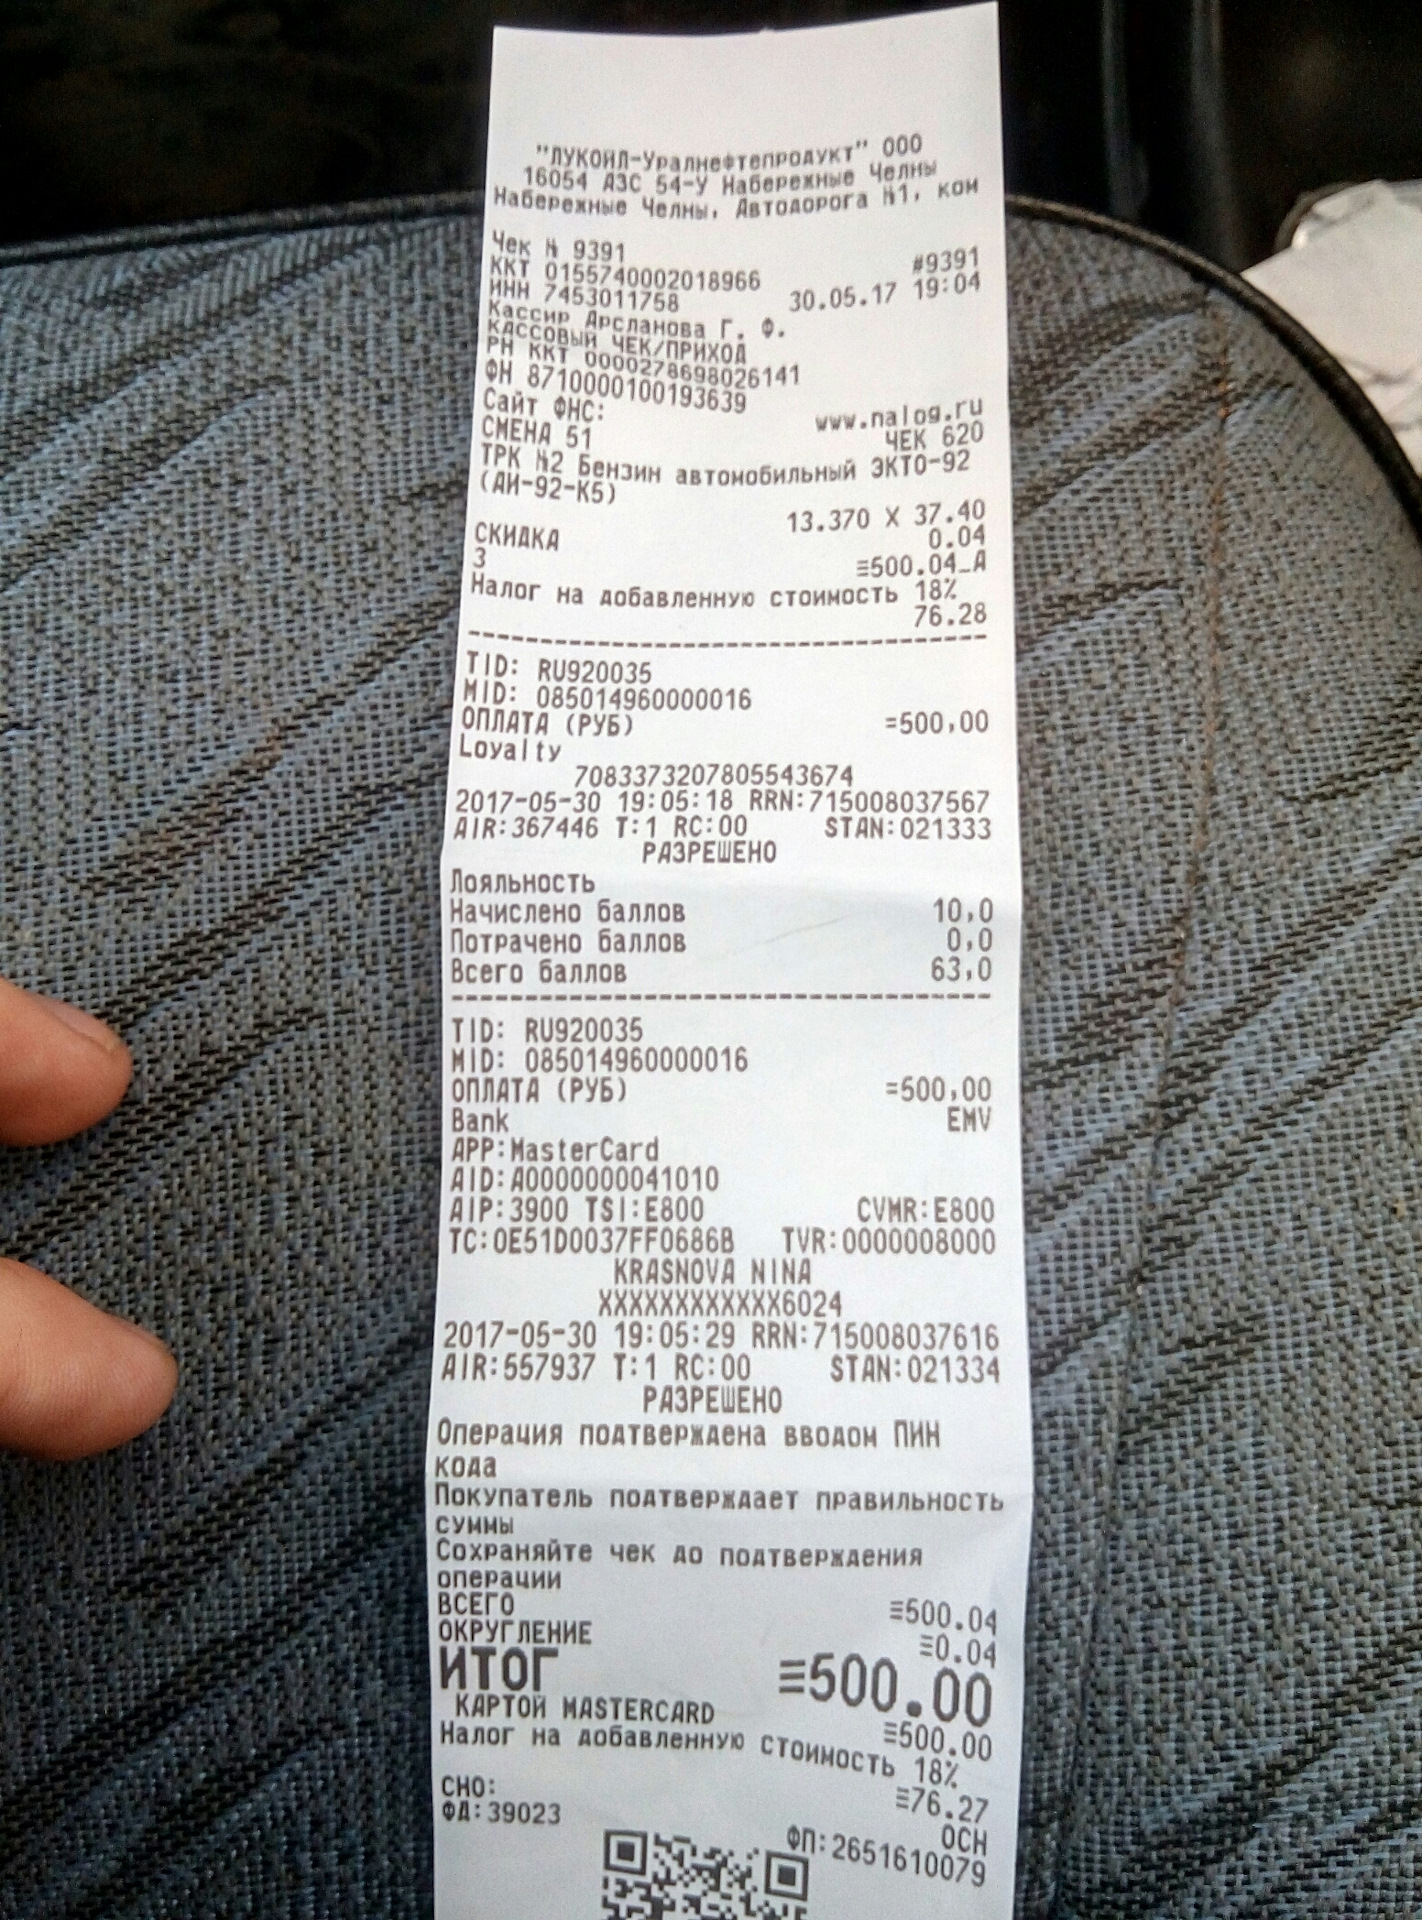 "ЛУКОЙЛ-Уралнефтепродукт" ООО
16054 АЗС 54-У Набережные Челны
Набережные Челны, Автодорога №1, ком
Чек № 9391 #9391
ККТ 0155740002018966
ИНН 7453011758 30.05.17 19:04
Кассир Арсланова Г. Ф.
КАССОВЫЙ ЧЕК/ПРИХОД
РН ККТ 0000278698026141
ФН 8710000100193639
Сайт ФНС: www.nalog.ru
СМЕНА 51 ЧЕК 620
ТРК №2 Бензин автомобильный ЭКТО-92
(АИ-92-К5)
13.370 X 37.40
СКИДКА 0.04
3 ≡500.04_А
Налог на добавленную стоимость 18%
76.28
TID: RU920035
MID: 085014960000016
ОПЛАТА (РУБ) =500,00
Loyalty
7083373207805543674
2017-05-30 19:05:18 RRN:715008037567
AIR:367446 T:1 RC:00 STAN:021333
РАЗРЕШЕНО
Лояльность
Начислено баллов 10,0
Потрачено баллов 0,0
Всего баллов 63,0
TID: RU920035
MID: 085014960000016
ОПЛАТА (РУБ) =500,00
Bank EMV
APP:MasterCard
AID:A0000000041010
AIP:3900 TSI:E800 CVMR:E800
TC:0E51D0037FF0686B TVR:0000008000
KRASNOVA NINA
XXXXXXXXXXXX6024
2017-05-30 19:05:29 RRN:715008037616
AIR:557937 T:1 RC:00 STAN:021334
РАЗРЕШЕНО
Операция подтверждена вводом ПИН
кода
Покупатель подтверждает правильность
суммы
Сохраняйте чек до подтверждения
операции
ВСЕГО ≡500.04
ОКРУГЛЕНИЕ ≡0.04
ИТОГ ≡500.00
КАРТОЙ MASTERCARD ≡500.00
Налог на добавленную стоимость 18%
≡76.27
СНО: ОСН
ФД:39023 ФП:2651610079